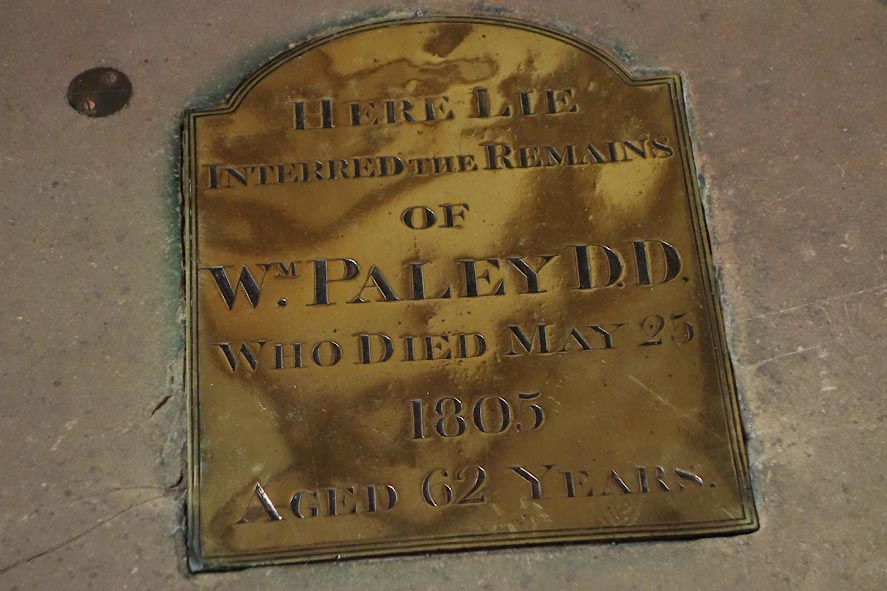 HERE LIE
INTERRED THE REMAINS
OF
WM. PALEY D.D.
WHO DIED MAY 25
1805
AGED 62 YEARS.